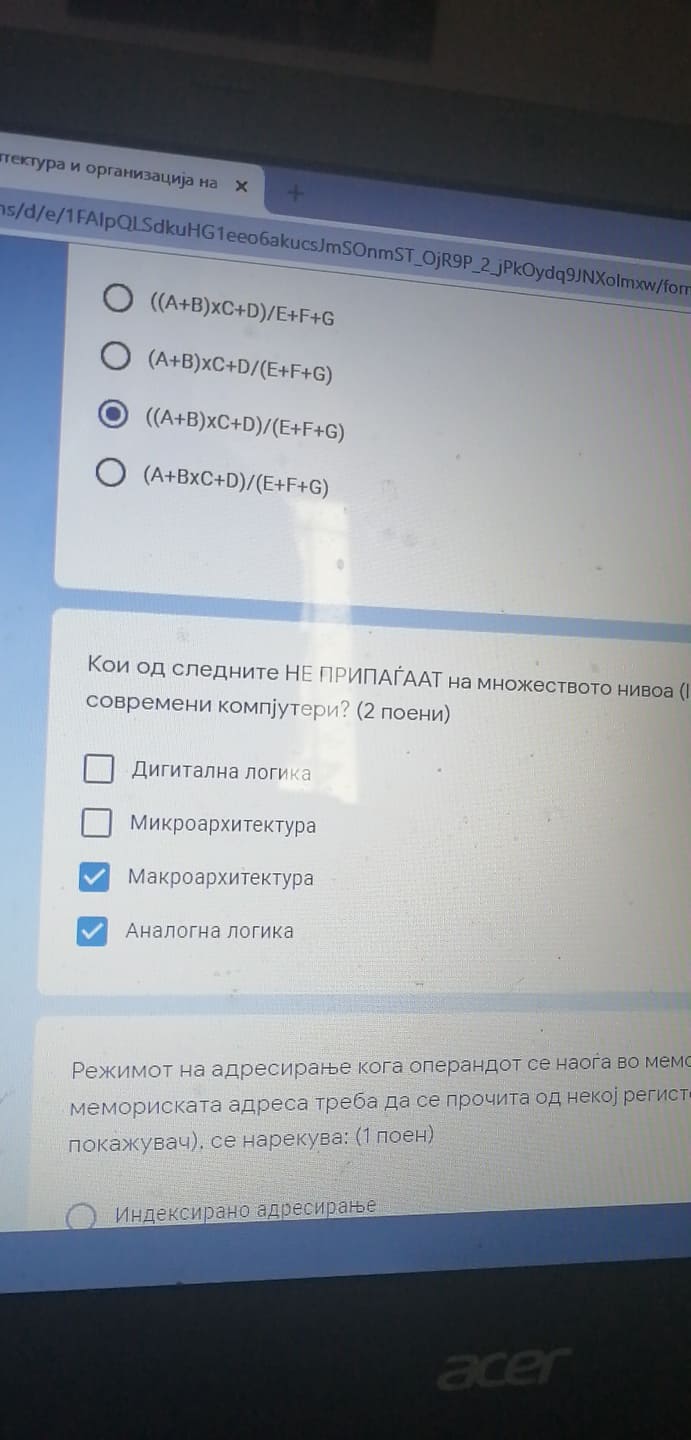 тектура и организација на
ns/d/e/1FAIpQLSdkuHG1eeo6akucsJmSOnmST_OjR9P_2_jPkOydq9JNXolmxw/form
((A+B)xC+D)/E+F+G
(A+B)xC+D/(E+F+G)
((A+B)xC+D)/(E+F+G)
(A+BxC+D)/(E+F+G)
Кои од следните НЕ ПРИПАЃААТ на множеството нивоа (
современи компјутери? (2 поени)
Дигитална логика
Микроархитектура
Макроархитектура
Аналогна логика
Режимот на адресирање кога операндот се наоѓа во мемо
мемориската адреса треба да се прочита од некој регист
покажувач), се нарекува: (1 поен)
Индексирано адресирање
acer